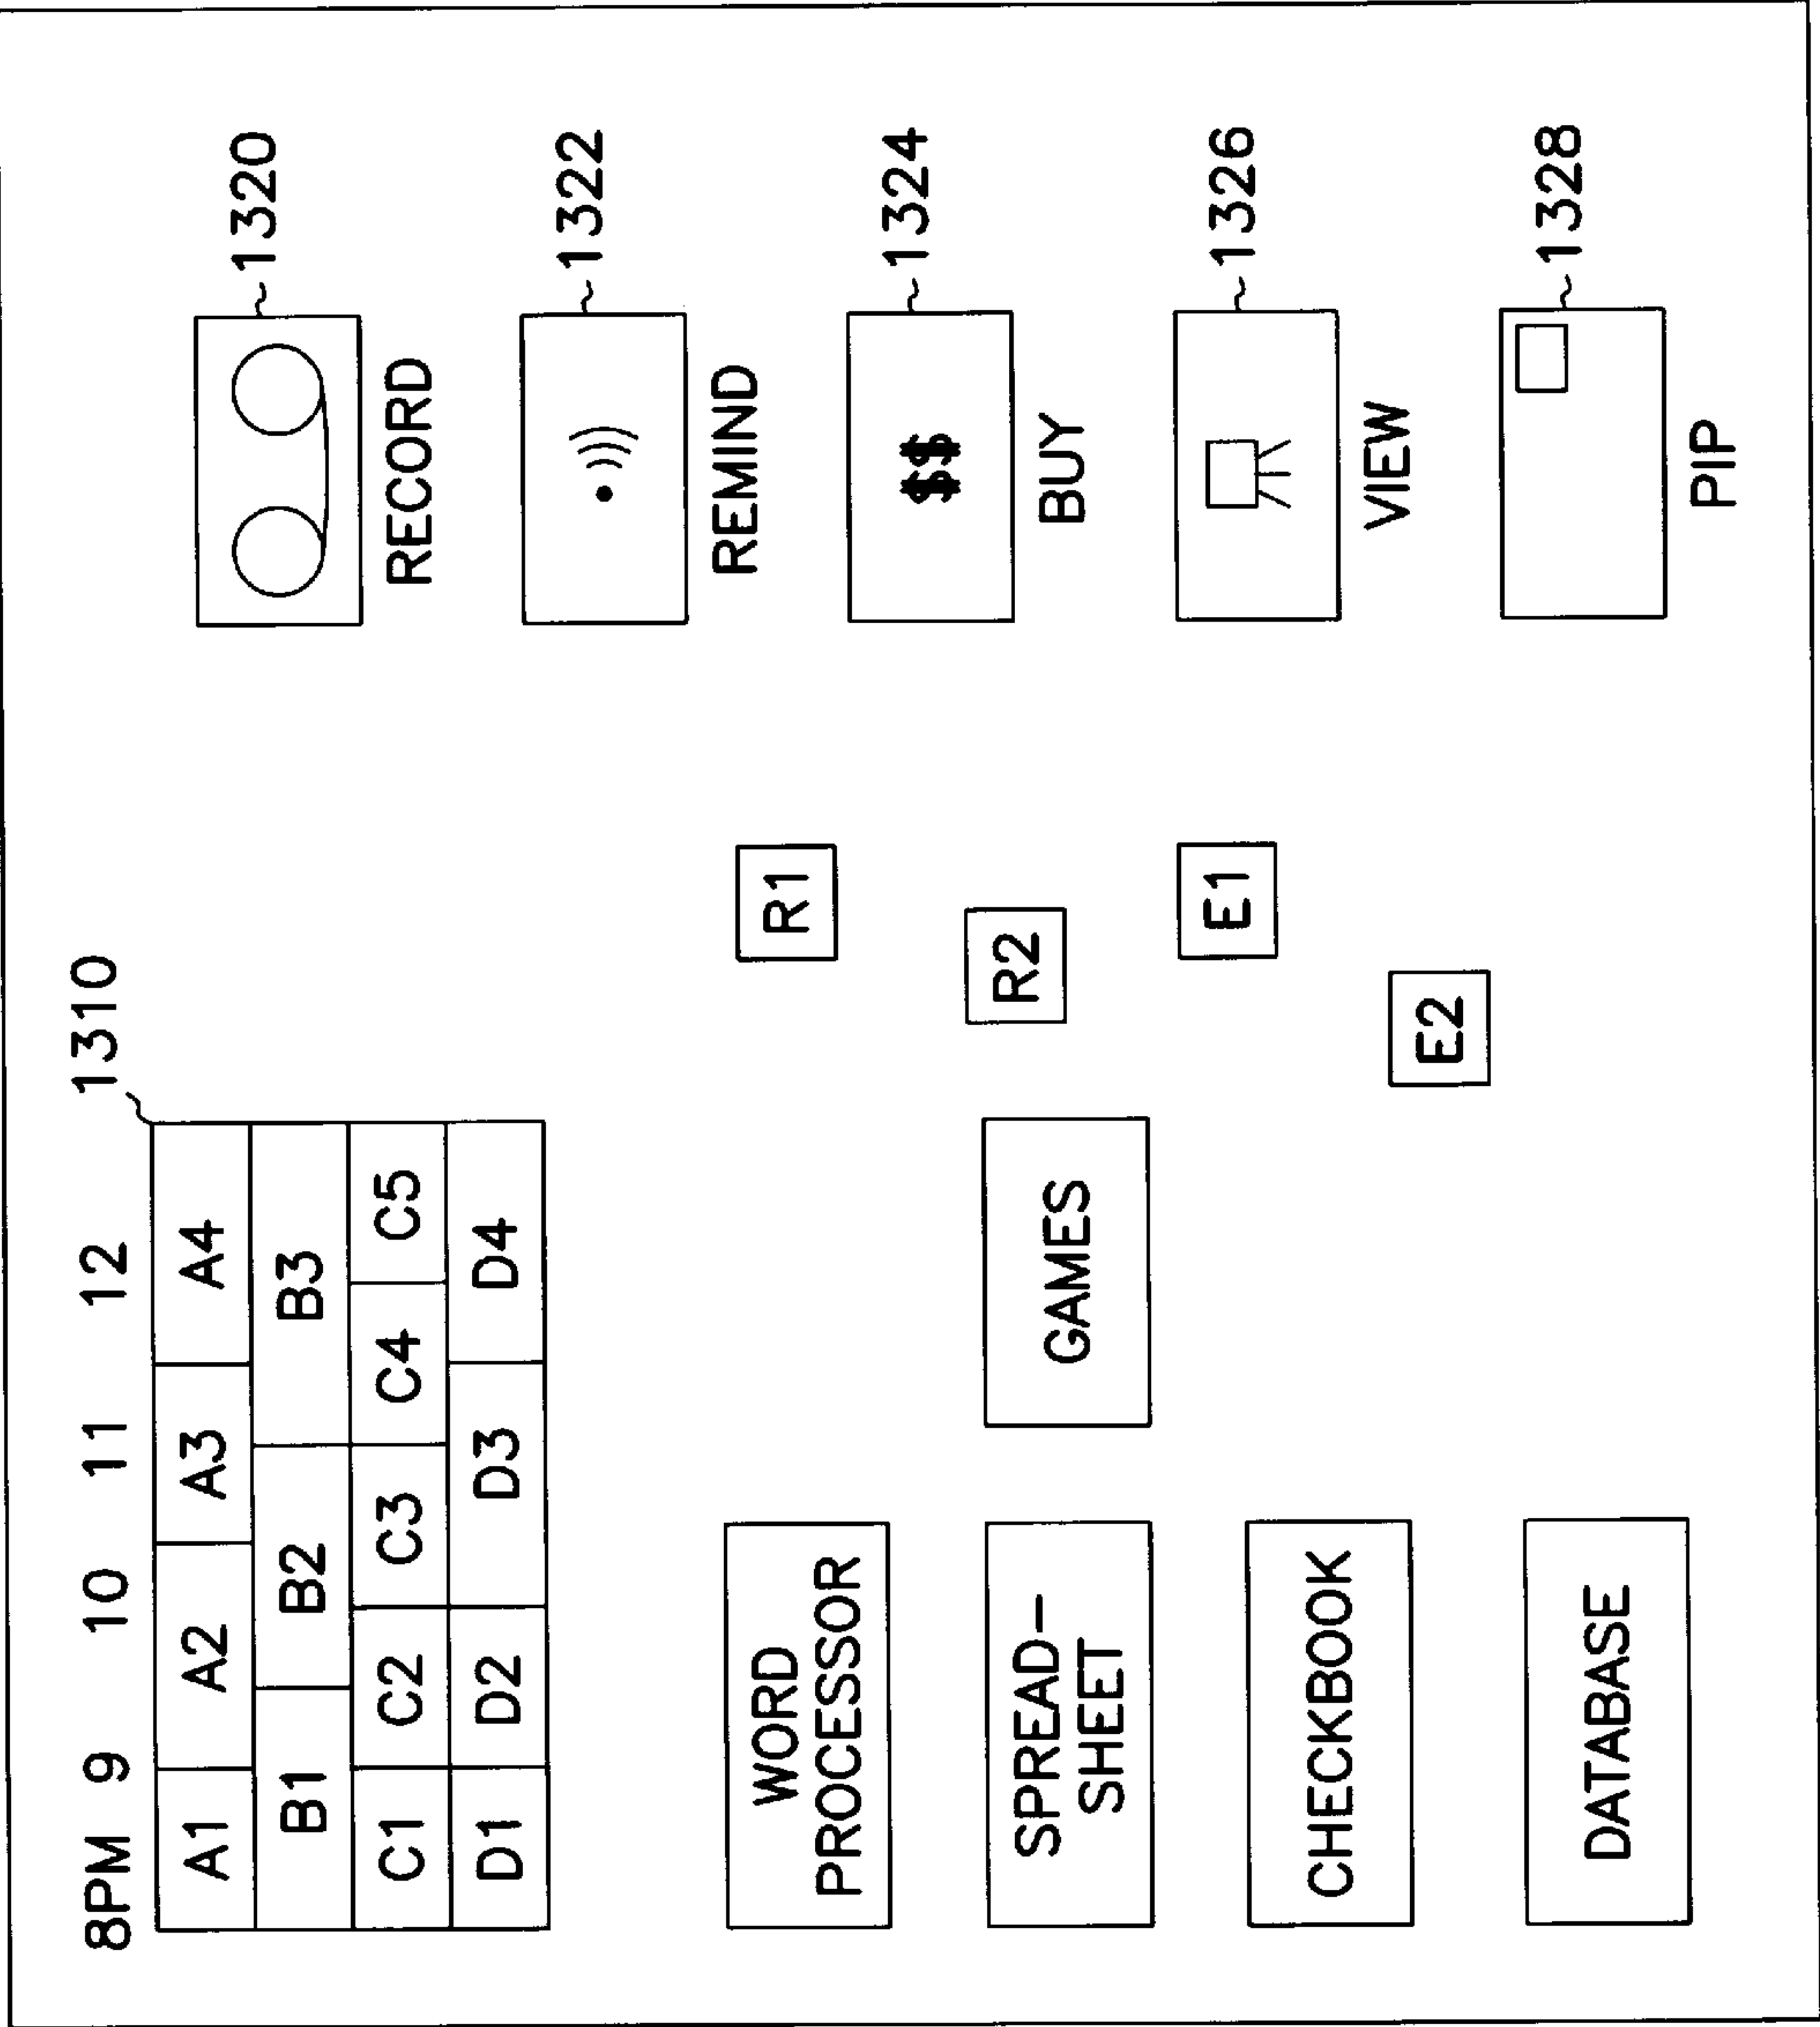 1310
8PM 9 10 11 12
A1 A2 A3 A4
B1 B2 B3
C1 C2 C3 C4 C5
D1 D2 D3 D4
1320
RECORD
1322
REMIND
$$
1324
BUY
1326
VIEW
1328
PIP
WORD
PROCESSOR
SPREAD-
SHEET
CHECKBOOK
DATABASE
GAMES
R1
R2
E1
E2